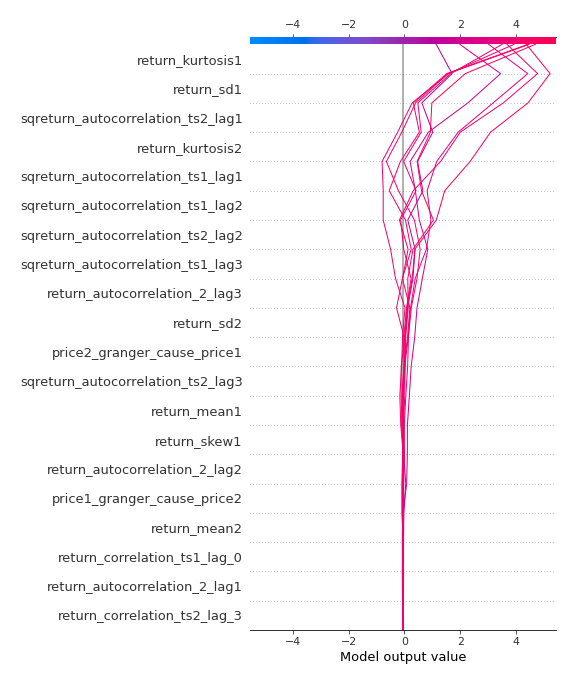 −4 −2 0 2 4
return_kurtosis1
return_sd1
sqreturn_autocorrelation_ts2_lag1
return_kurtosis2
sqreturn_autocorrelation_ts1_lag1
sqreturn_autocorrelation_ts1_lag2
sqreturn_autocorrelation_ts2_lag2
sqreturn_autocorrelation_ts1_lag3
return_autocorrelation_2_lag3
return_sd2
price2_granger_cause_price1
sqreturn_autocorrelation_ts2_lag3
return_mean1
return_skew1
return_autocorrelation_2_lag2
price1_granger_cause_price2
return_mean2
return_correlation_ts1_lag_0
return_autocorrelation_2_lag1
return_correlation_ts2_lag_3
−4 −2 0 2 4
Model output value